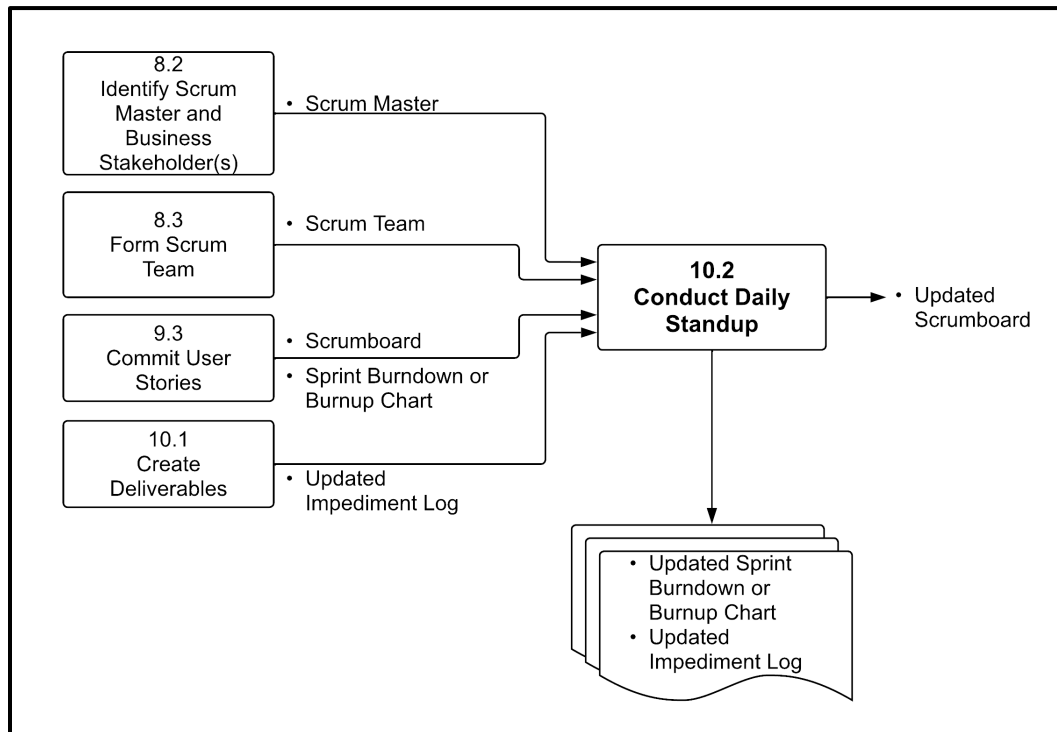 8.2
Identify Scrum
Master and
Business
Stakeholder(s)
• Scrum Master
8.3
Form Scrum
Team
• Scrum Team
9.3
Commit User
Stories
• Scrumboard
• Sprint Burndown or
Burnup Chart
10.1
Create
Deliverables
• Updated
Impediment Log
10.2
Conduct Daily
Standup
• Updated
Scrumboard
• Updated Sprint
Burndown or
Burnup Chart
• Updated
Impediment Log